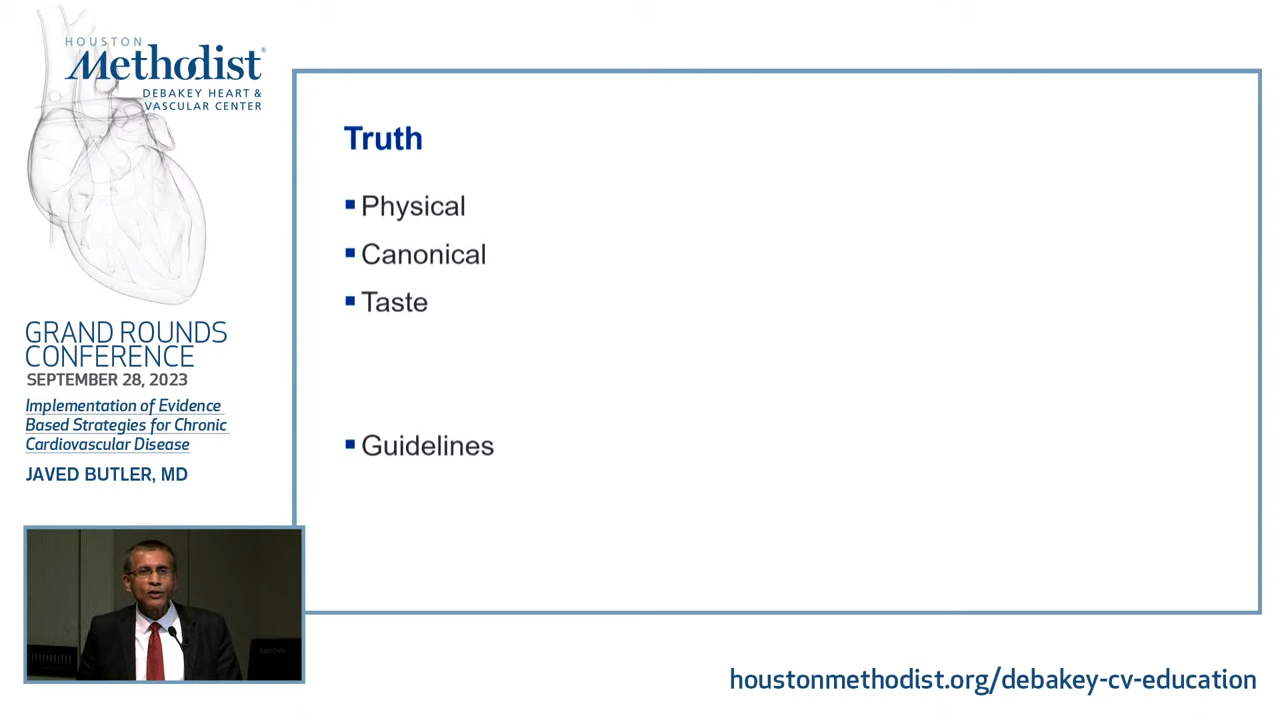 HOUSTON
Methodist®
DEBAKEY HEART &
VASCULAR CENTER
GRAND ROUNDS
CONFERENCE
SEPTEMBER 28, 2023
Implementation of Evidence
Based Strategies for Chronic
Cardiovascular Disease
JAVED BUTLER, MD
Truth
Physical
Canonical
Taste
Guidelines
Lenovo
houstonmethodist.org/debakey-cv-education